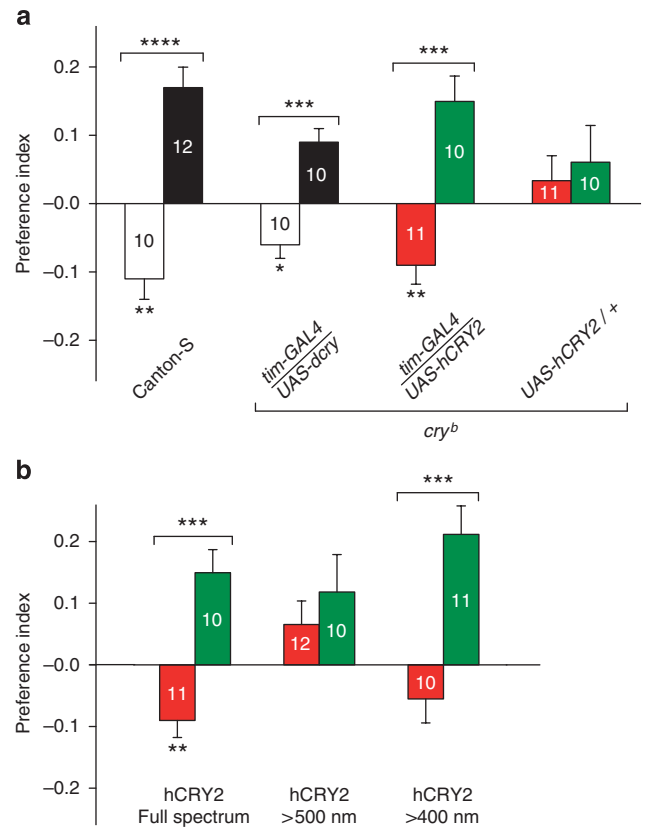 a
Preference index
0.2
0.1
–0.0
–0.1
–0.2
****
***
***
12
10
10
10
10
11
11
10
**
*
**
Canton-S
tim-GAL4
UAS-dcry
tim-GAL4
UAS-hCRY2
UAS-hCRY2 / +
cryᵇ
b
Preference index
0.2
0.1
–0.0
–0.1
–0.2
***
***
10
11
12
10
11
10
**
hCRY2
Full spectrum
hCRY2
>500 nm
hCRY2
>400 nm